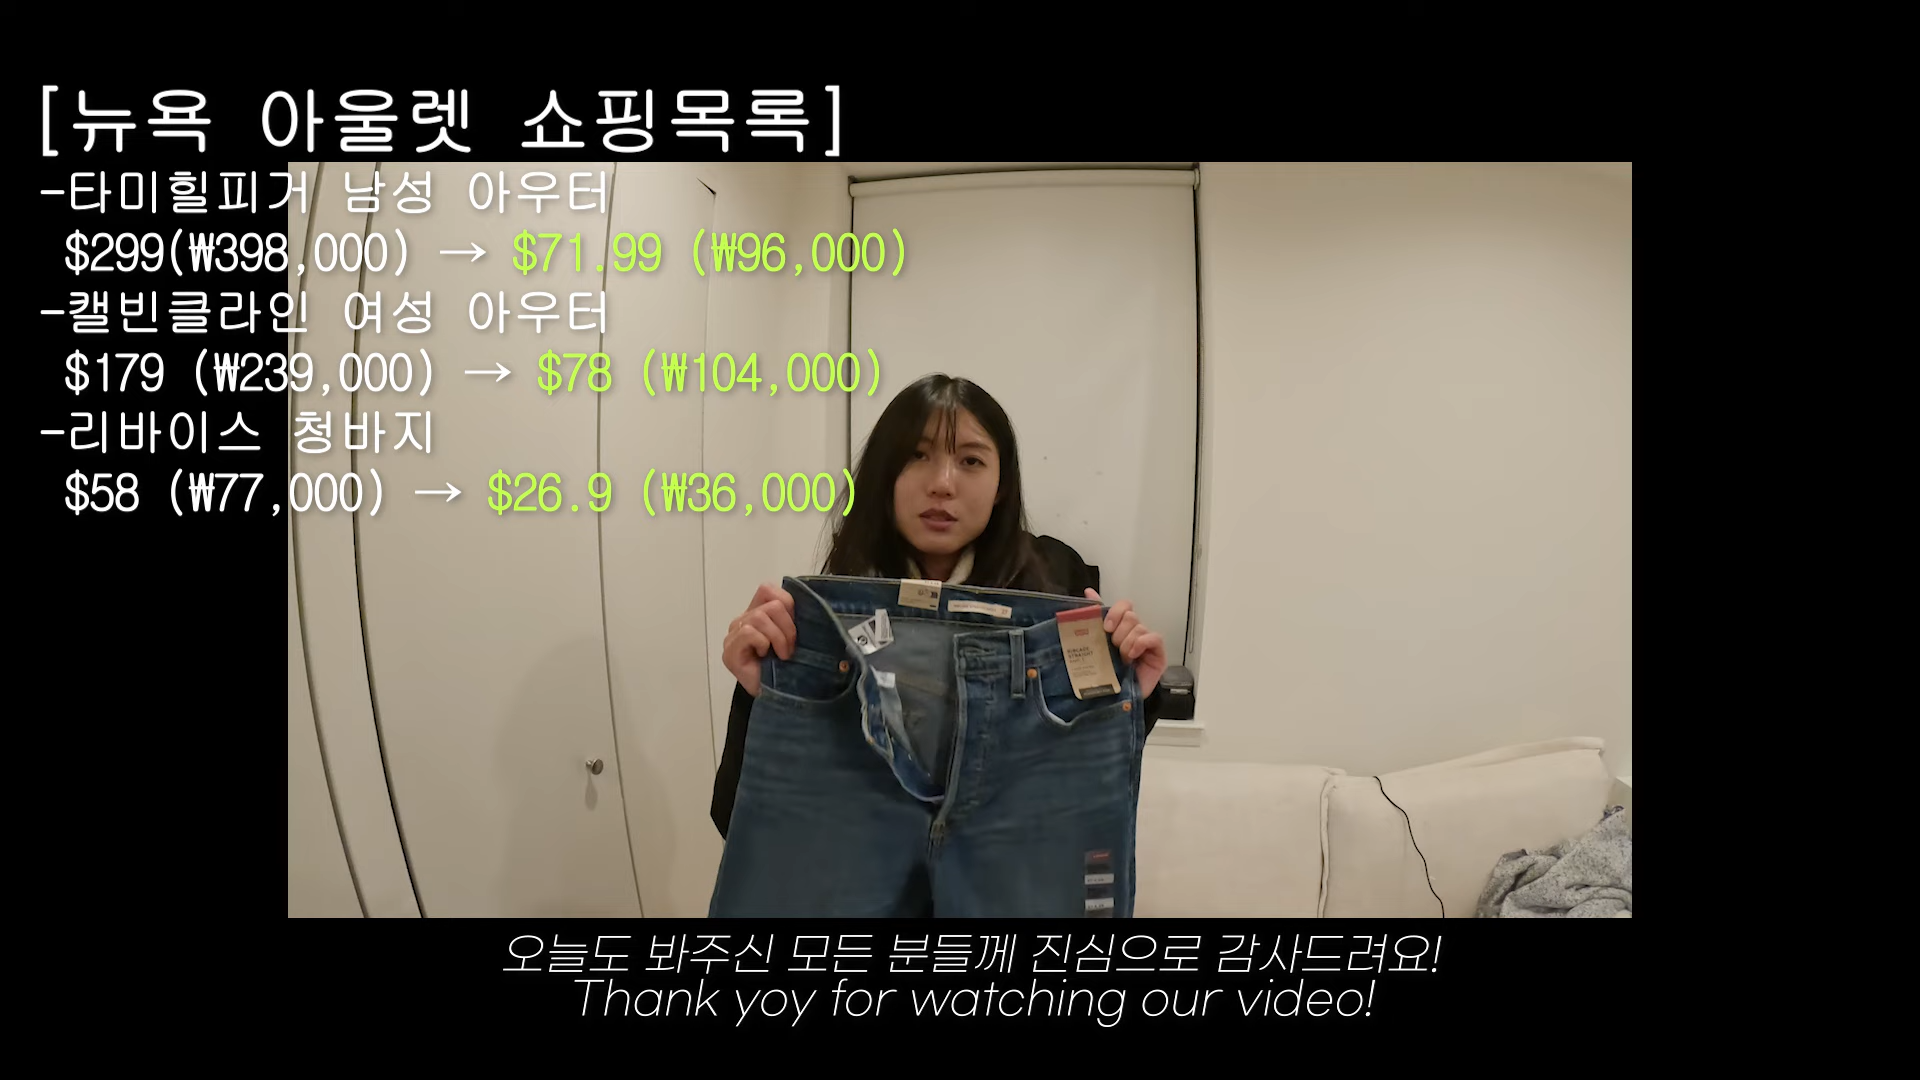 [뉴욕 아울렛 쇼핑목록]
-타미힐피거 남성 아우터
$299(₩398,000) → $71.99 (₩96,000)
-캘빈클라인 여성 아우터
$179 (₩239,000) → $78 (₩104,000)
-리바이스 청바지
$58 (₩77,000) → $26.9 (₩36,000)
오늘도 봐주신 모든 분들께 진심으로 감사드려요!
Thank yoy for watching our video!